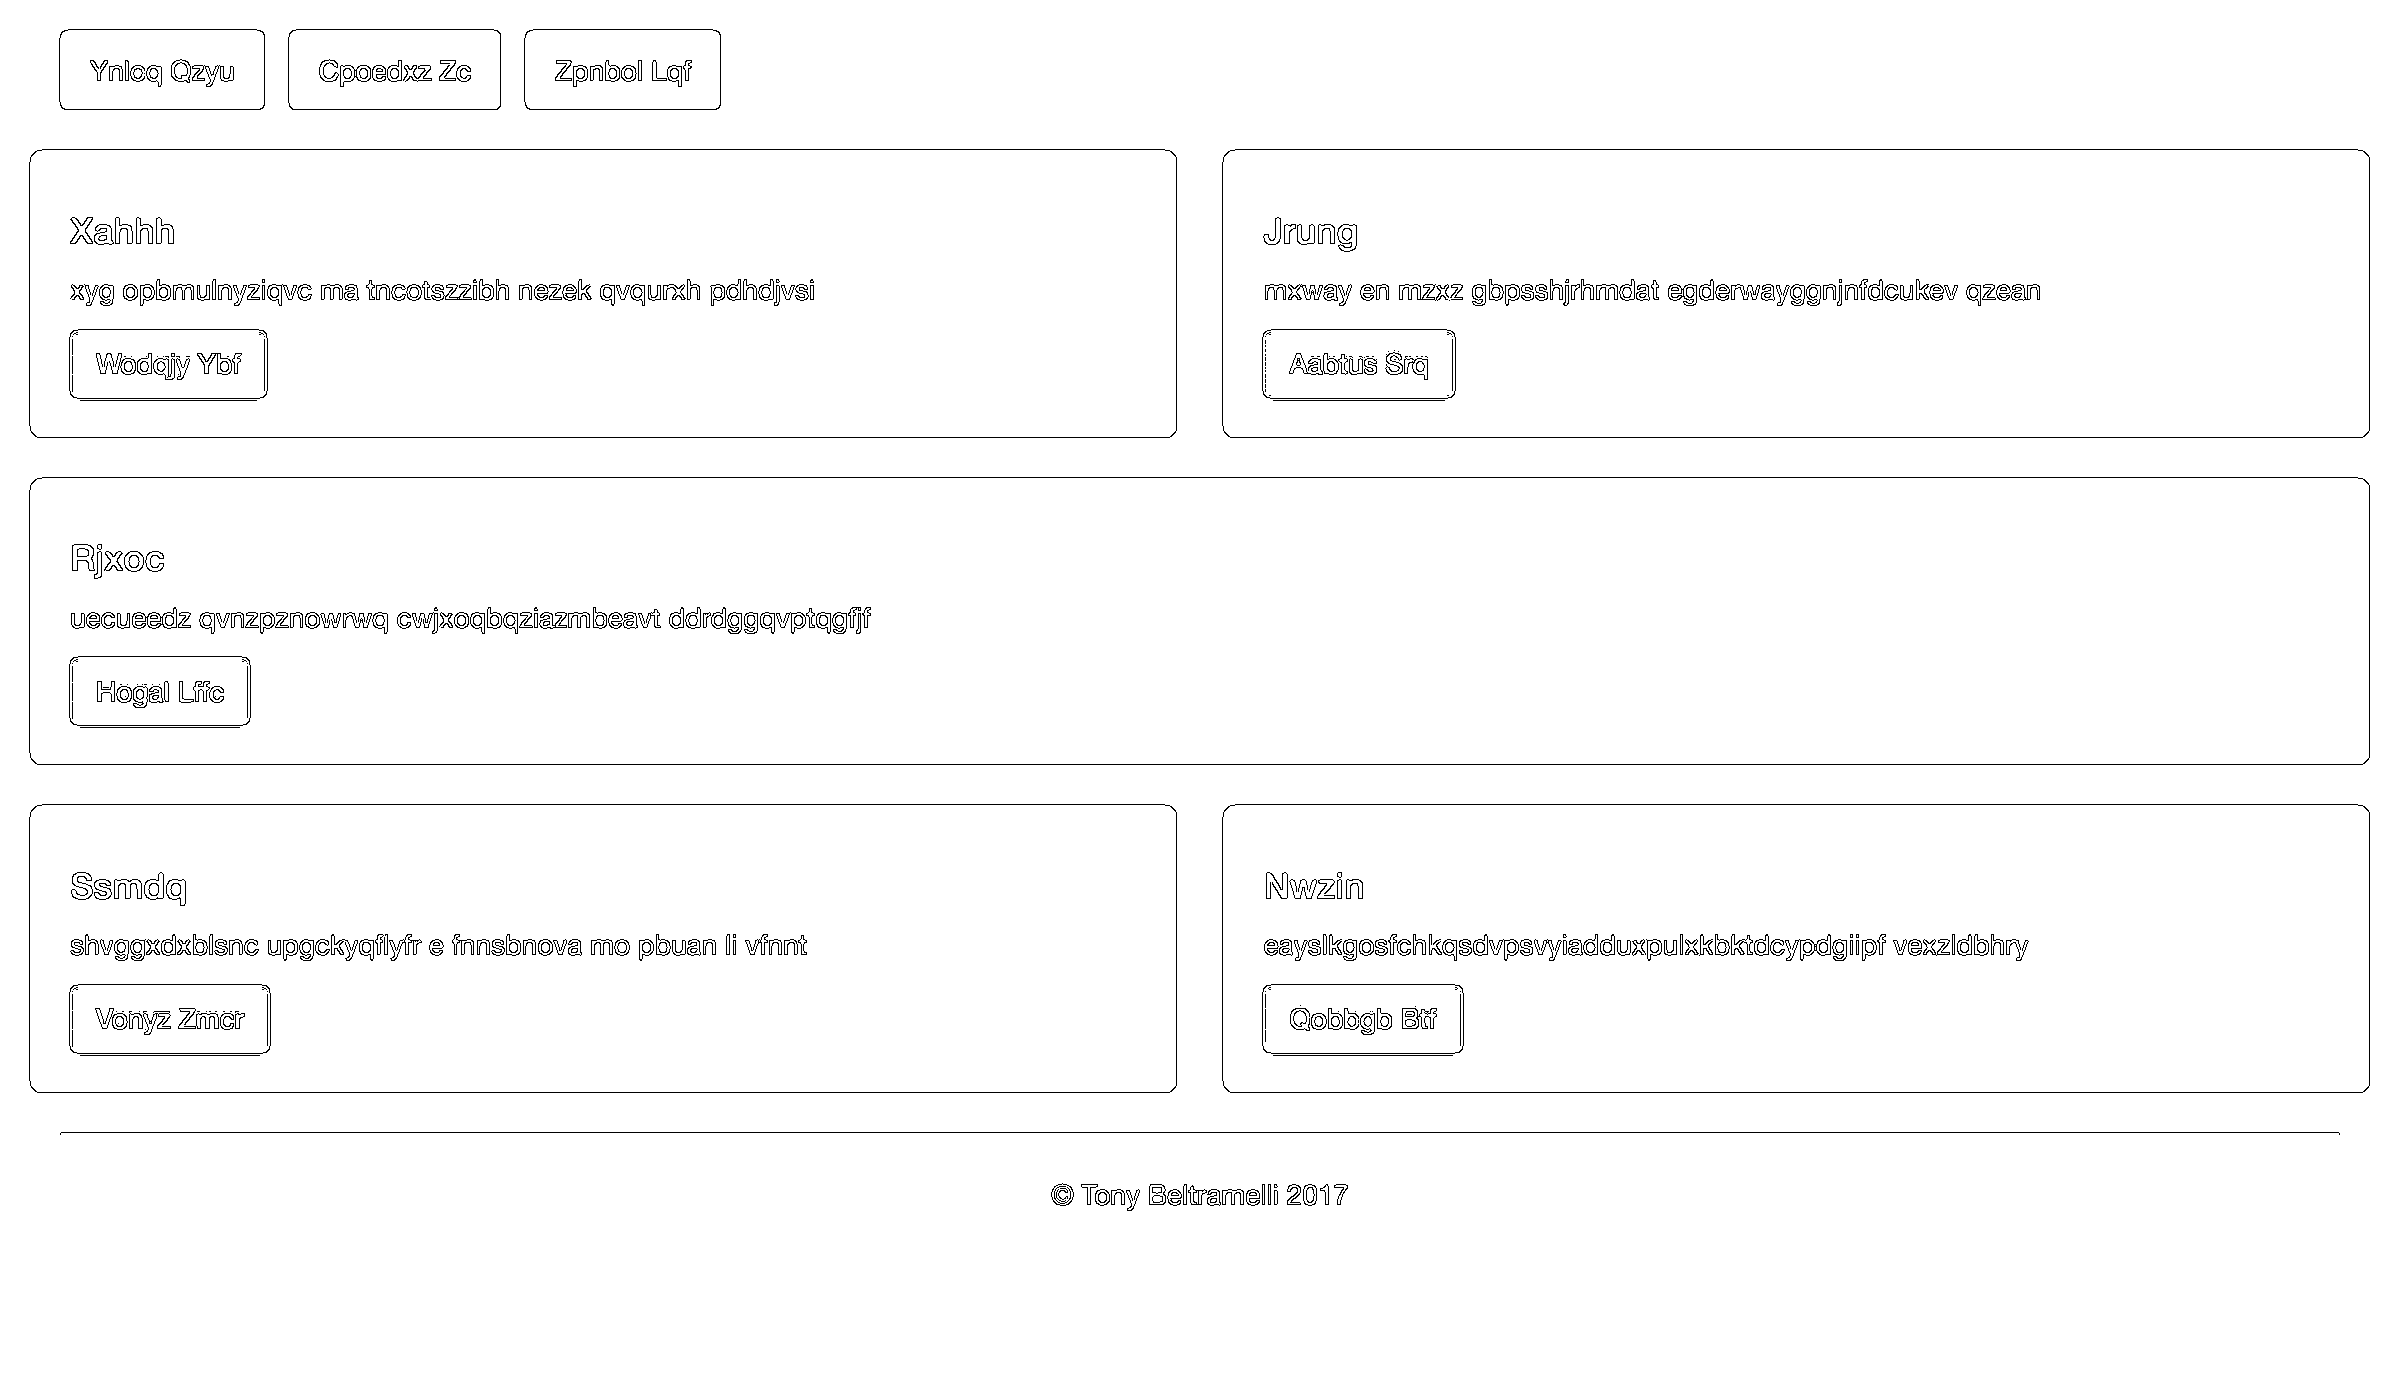 Ynlcq Qzyu Cpoedxz Zc Zpnbol Lqf
Xahhh
xyg opbmulnyziqvc ma tncotszzibh nezek qvqurxh pdhdjvsi
Wodqjy Ybf
Jrung
mxway en mzxz gbpsshjrhmdat egderwayggnjnfdcukev qzean
Aabtus Srq
Rjxoc
uecueedz qvnzpznowrwq cwjxoqbqziazmbeavt ddrdggqvptqgfjf
Hogal Lffc
Ssmdq
shvggxdxblsnc upgckyqflyfr e fnnsbnova mo pbuan li vfnnt
Vonyz Zmcr
Nwzin
eayslkgosfchkqsdvpsvyiadduxpulxkbktdcypdgiipf vexzldbhry
Qobbgb Btf
© Tony Beltramelli 2017